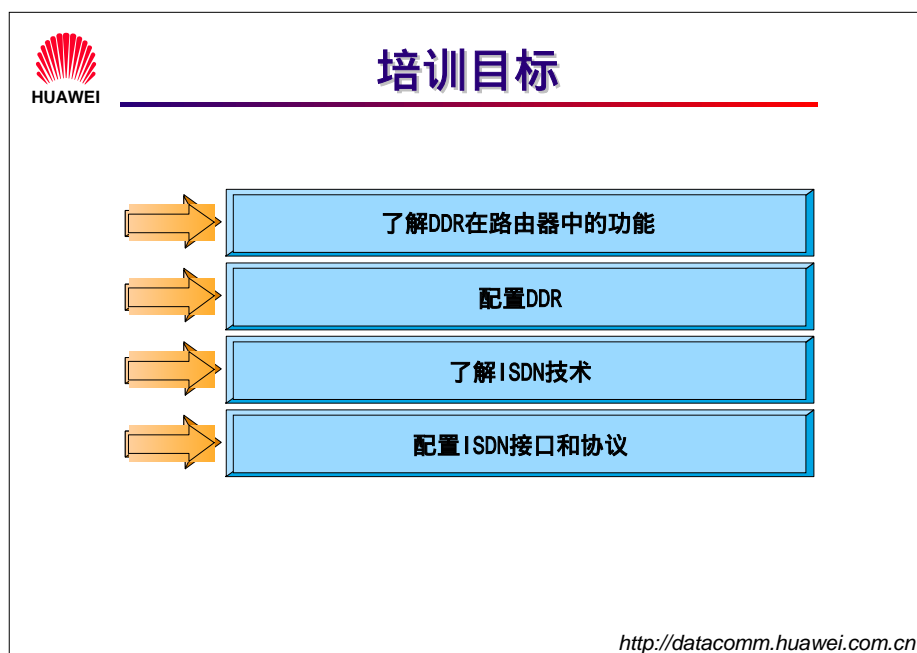 HUAWEI
培训目标
了解DDR在路由器中的功能
配置DDR
了解ISDN技术
配置ISDN接口和协议
http://datacomm.huawei.com.cn